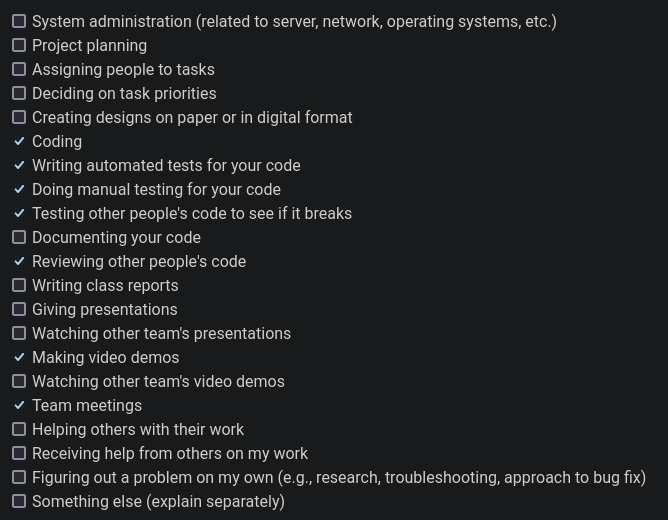 System administration (related to server, network, operating systems, etc.)
Project planning
Assigning people to tasks
Deciding on task priorities
Creating designs on paper or in digital format
Coding
Writing automated tests for your code
Doing manual testing for your code
Testing other people's code to see if it breaks
Documenting your code
Reviewing other people's code
Writing class reports
Giving presentations
Watching other team's presentations
Making video demos
Watching other team's video demos
Team meetings
Helping others with their work
Receiving help from others on my work
Figuring out a problem on my own (e.g., research, troubleshooting, approach to bug fix)
Something else (explain separately)